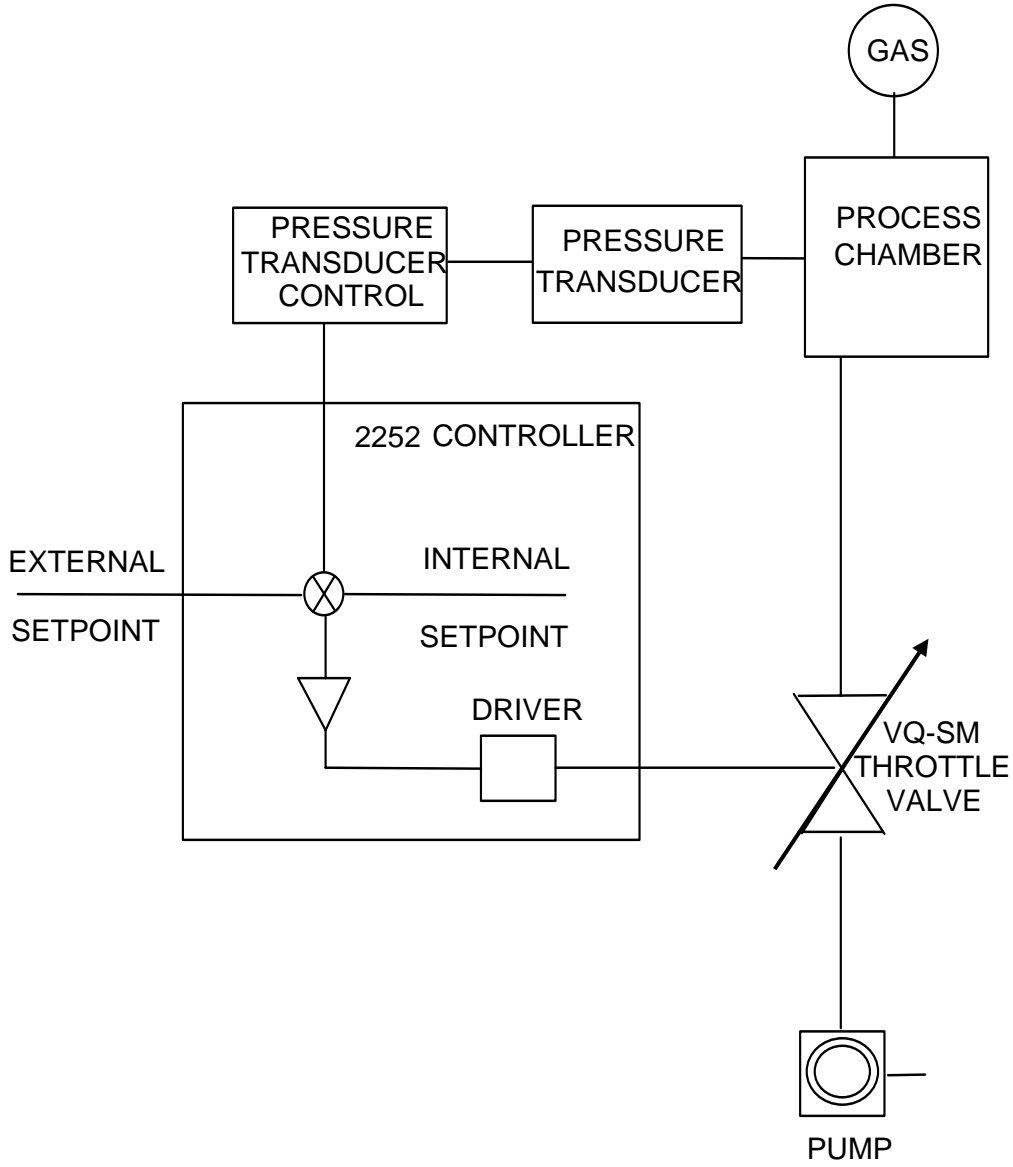 GAS
PROCESS
CHAMBER
PRESSURE
TRANSDUCER
CONTROL
PRESSURE
TRANSDUCER
2252 CONTROLLER
EXTERNAL
SETPOINT
INTERNAL
SETPOINT
DRIVER
VQ-SM
THROTTLE
VALVE
PUMP